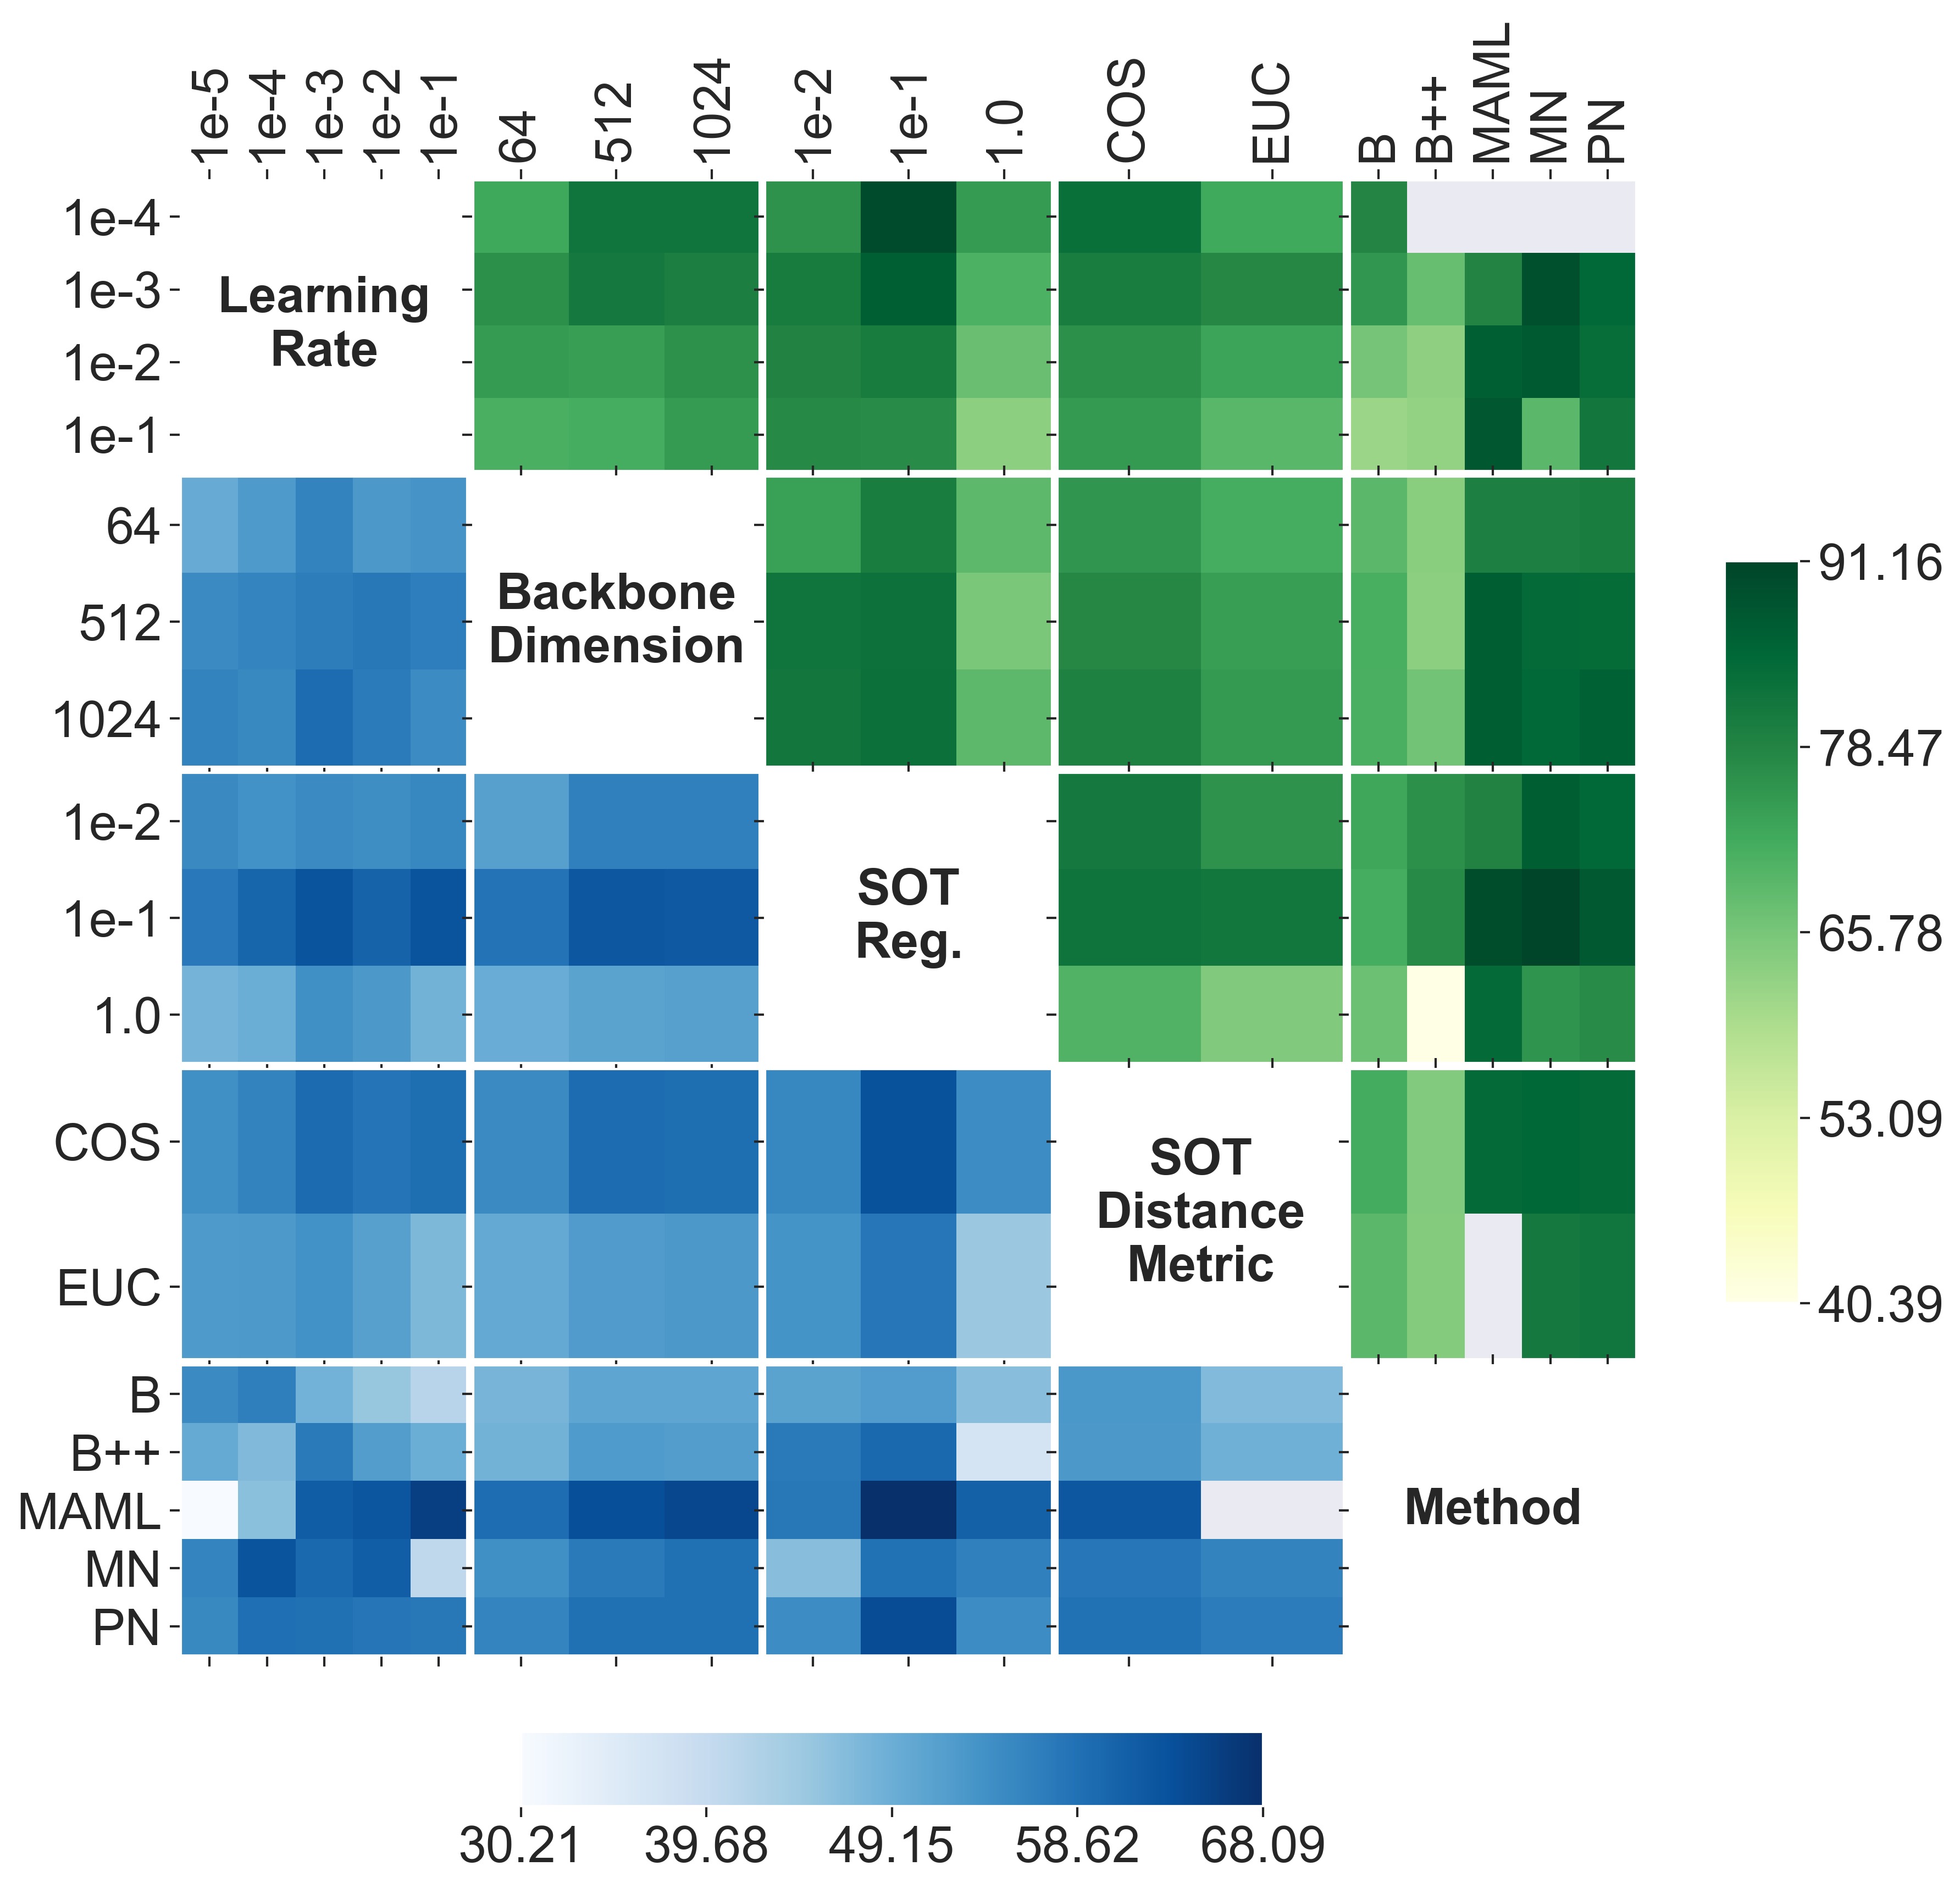 1e-5
1e-4
1e-3
1e-2
1e-1
64
512
1024
1e-2
1e-1
1.0
COS
EUC
B
B++
MAML
MN
PN
1e-4
1e-3
1e-2
1e-1
Learning
Rate
64
512
1024
Backbone
Dimension
1e-2
1e-1
1.0
SOT
Reg.
COS
EUC
SOT
Distance
Metric
B
B++
MAML
MN
PN
Method
91.16
78.47
65.78
53.09
40.39
30.21 39.68 49.15 58.62 68.09